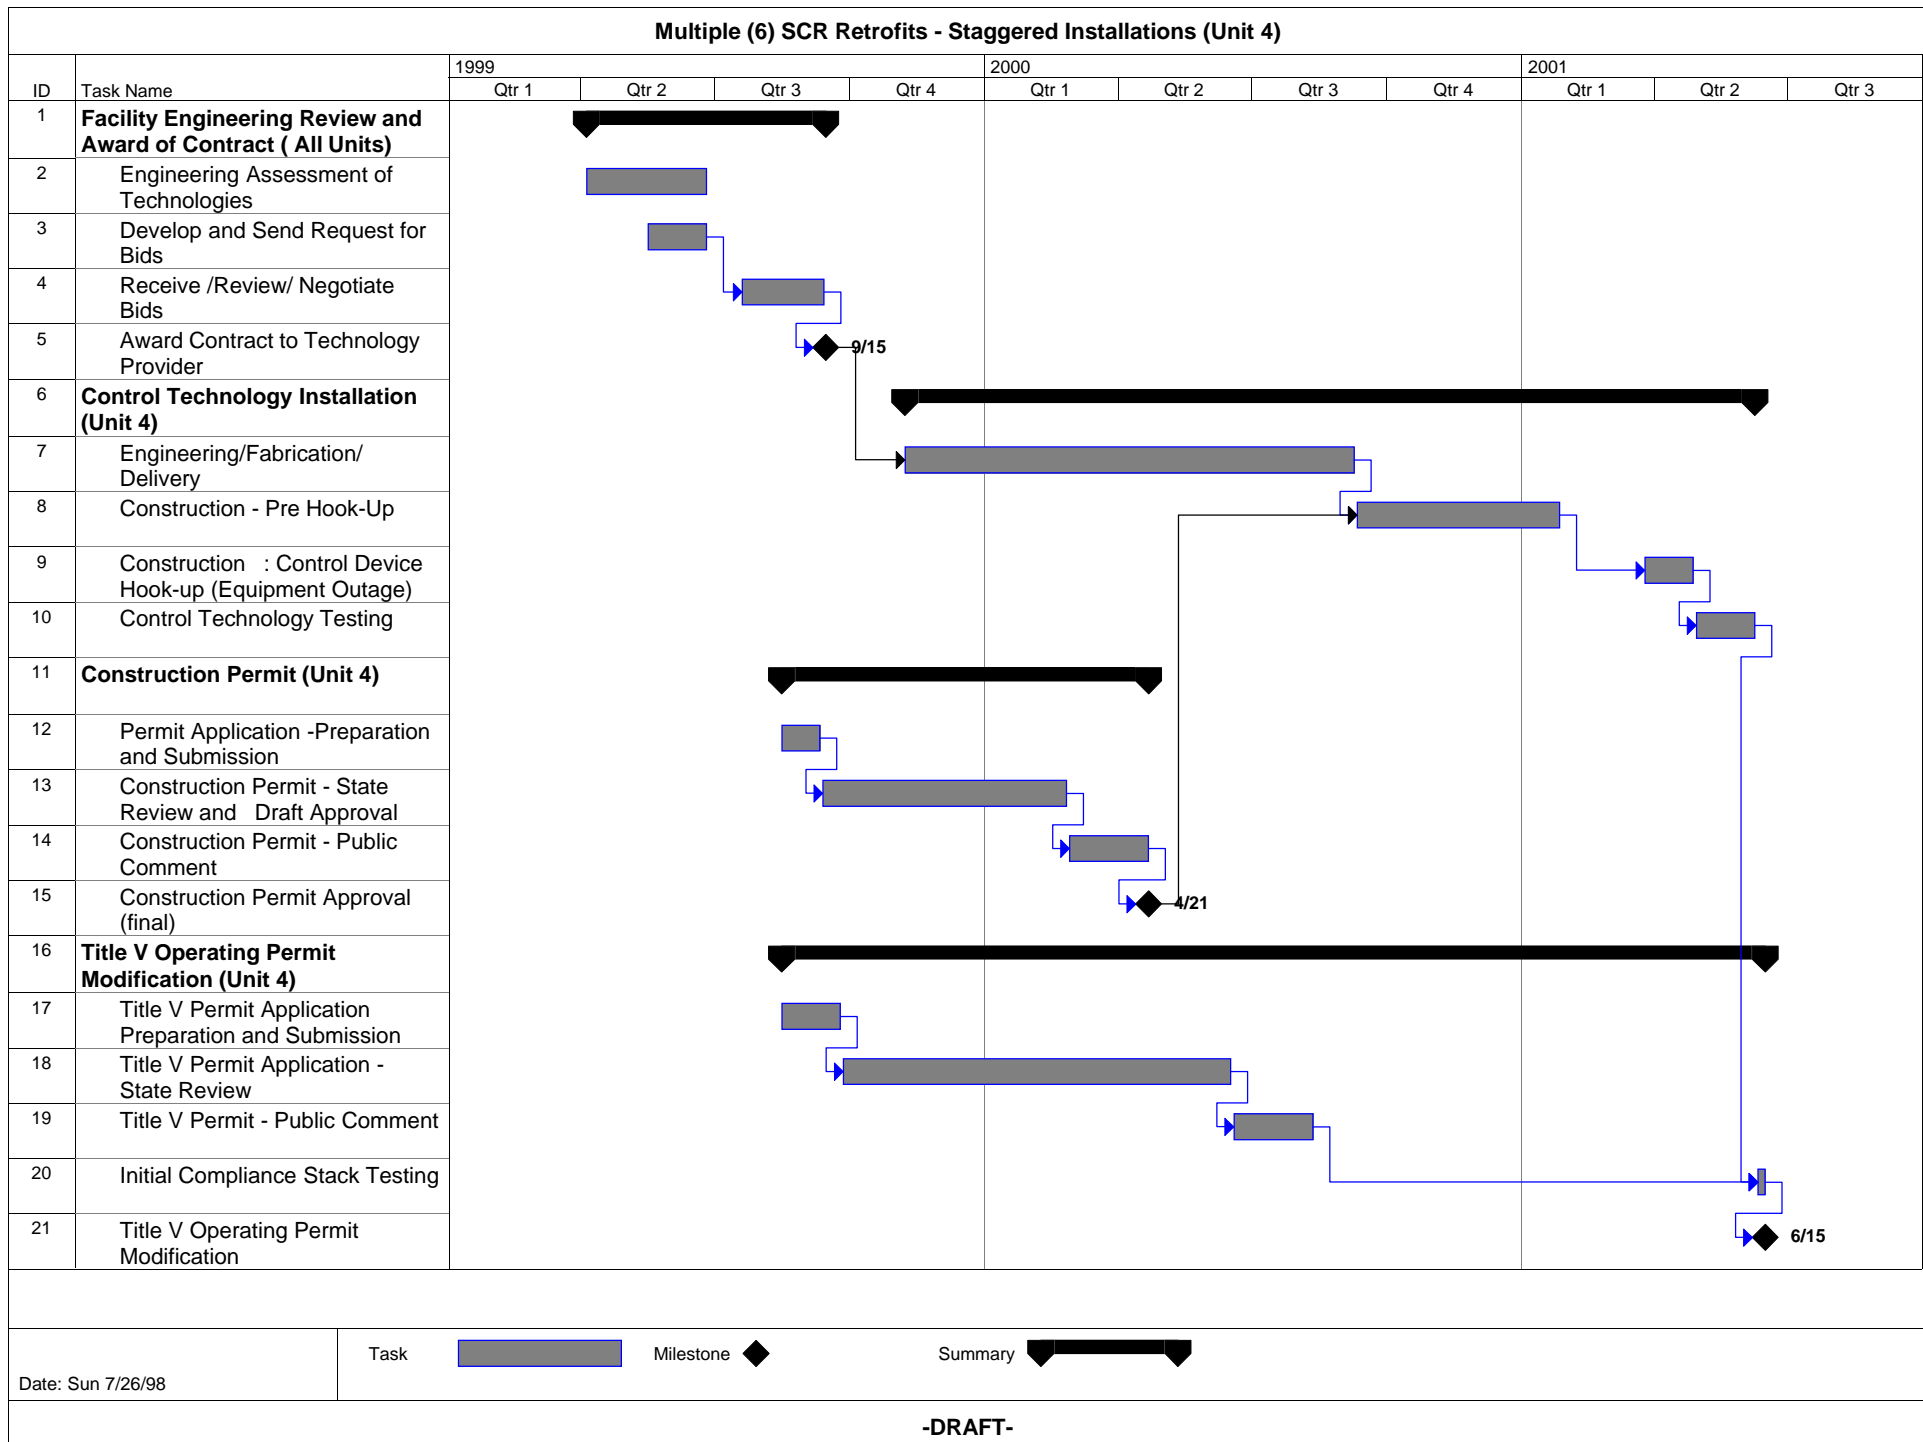 Multiple (6) SCR Retrofits - Staggered Installations (Unit 4)
1999 2000 2001
ID Task Name Qtr 1 Qtr 2 Qtr 3 Qtr 4 Qtr 1 Qtr 2 Qtr 3 Qtr 4 Qtr 1 Qtr 2 Qtr 3
1 Facility Engineering Review and
Award of Contract ( All Units)
2 Engineering Assessment of
Technologies
3 Develop and Send Request for
Bids
4 Receive /Review/ Negotiate
Bids
5 Award Contract to Technology 9/15
Provider
6 Control Technology Installation
(Unit 4)
7 Engineering/Fabrication/
Delivery
8 Construction - Pre Hook-Up
9 Construction : Control Device
Hook-up (Equipment Outage)
10 Control Technology Testing
11 Construction Permit (Unit 4)
12 Permit Application -Preparation
and Submission
13 Construction Permit - State
Review and Draft Approval
14 Construction Permit - Public
Comment
15 Construction Permit Approval 4/21
(final)
16 Title V Operating Permit
Modification (Unit 4)
17 Title V Permit Application
Preparation and Submission
18 Title V Permit Application -
State Review
19 Title V Permit - Public Comment
20 Initial Compliance Stack Testing
21 Title V Operating Permit 6/15
Modification
Task Milestone Summary
Date: Sun 7/26/98
-DRAFT-